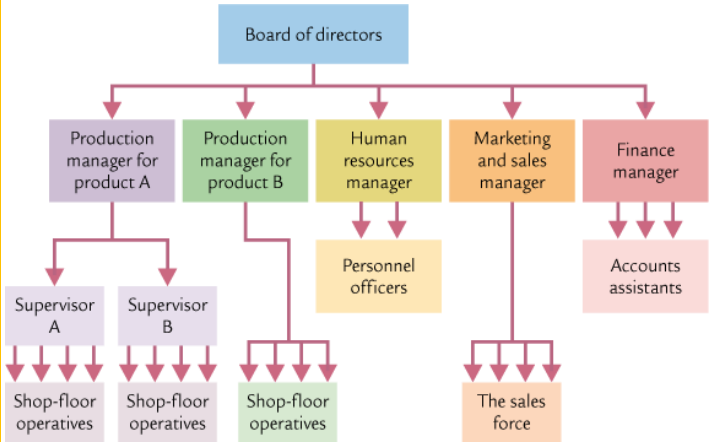 Board of directors
Production
manager for
product A
Production
manager for
product B
Human
resources
manager
Marketing
and sales
manager
Finance
manager
Personnel
officers
Accounts
assistants
Supervisor
A
Supervisor
B
Shop-floor
operatives
Shop-floor
operatives
Shop-floor
operatives
The sales
force